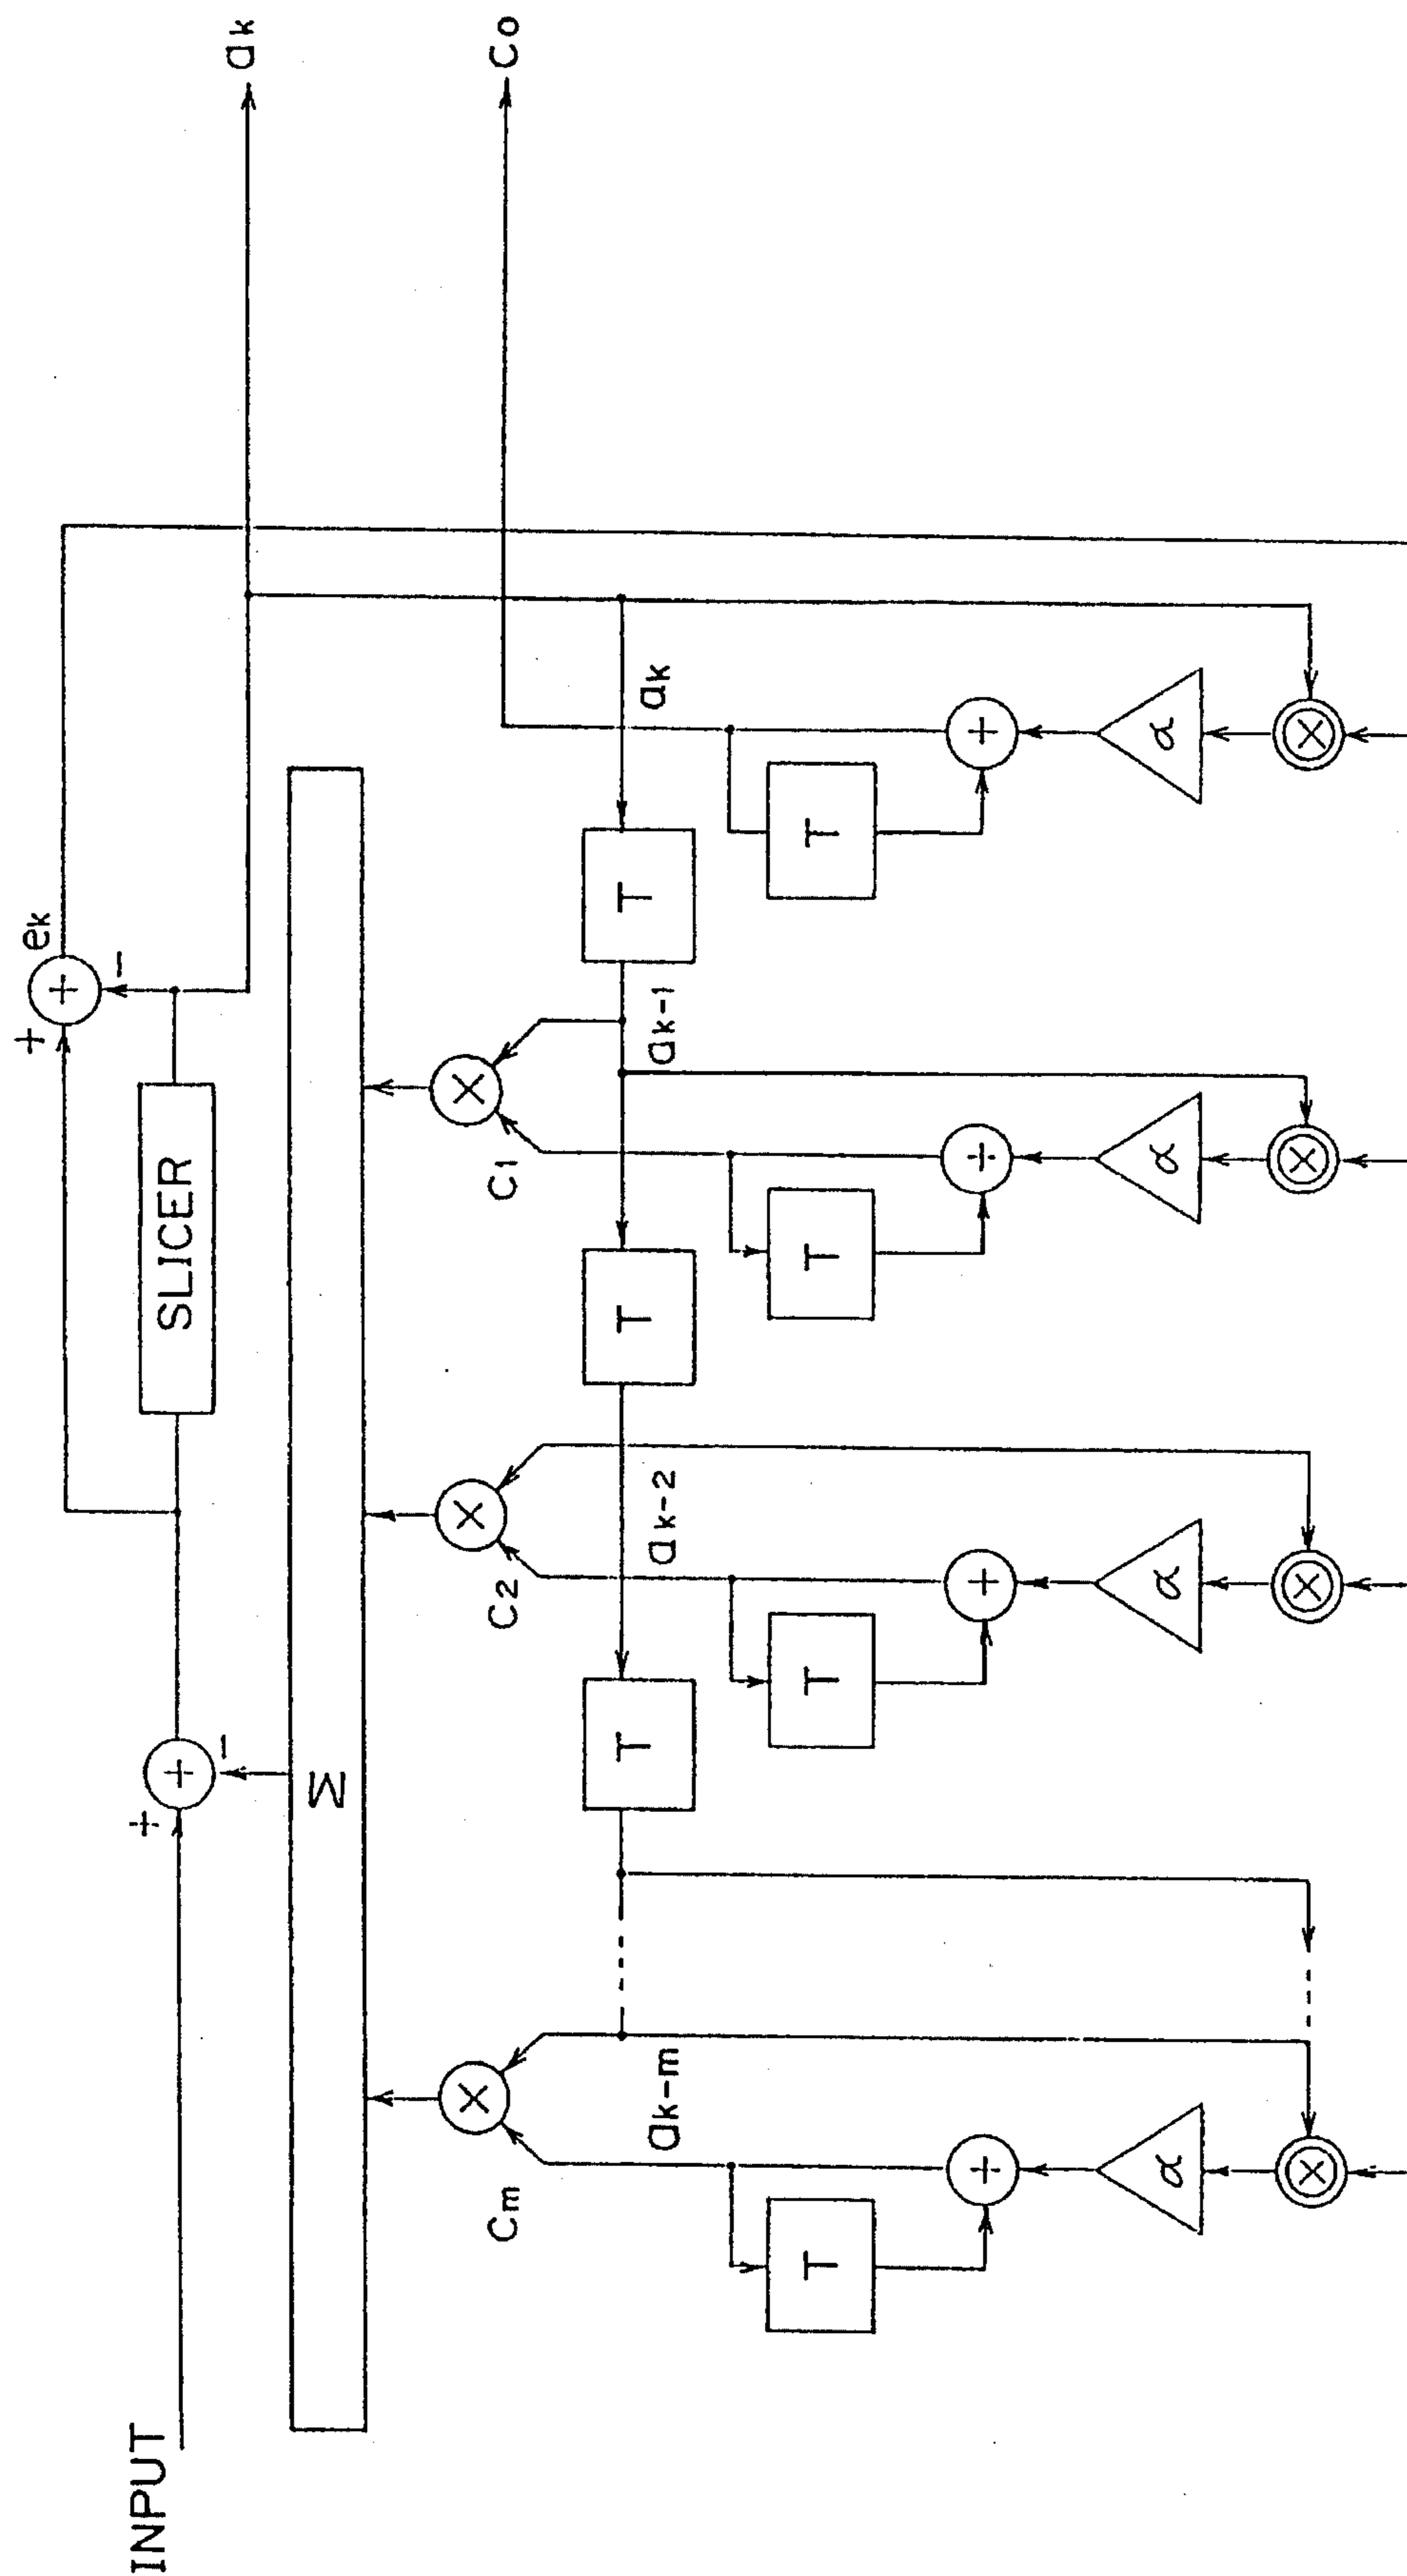 INPUT
+
+
-
SLICER
+
+
-
ek
ak
Σ
×
×
×
Co
Cm
C2
C1
ak-m
ak-2
ak-1
ak
T
T
T
T
T
T
T
+
+
+
+
α
α
α
α
×
×
×
×